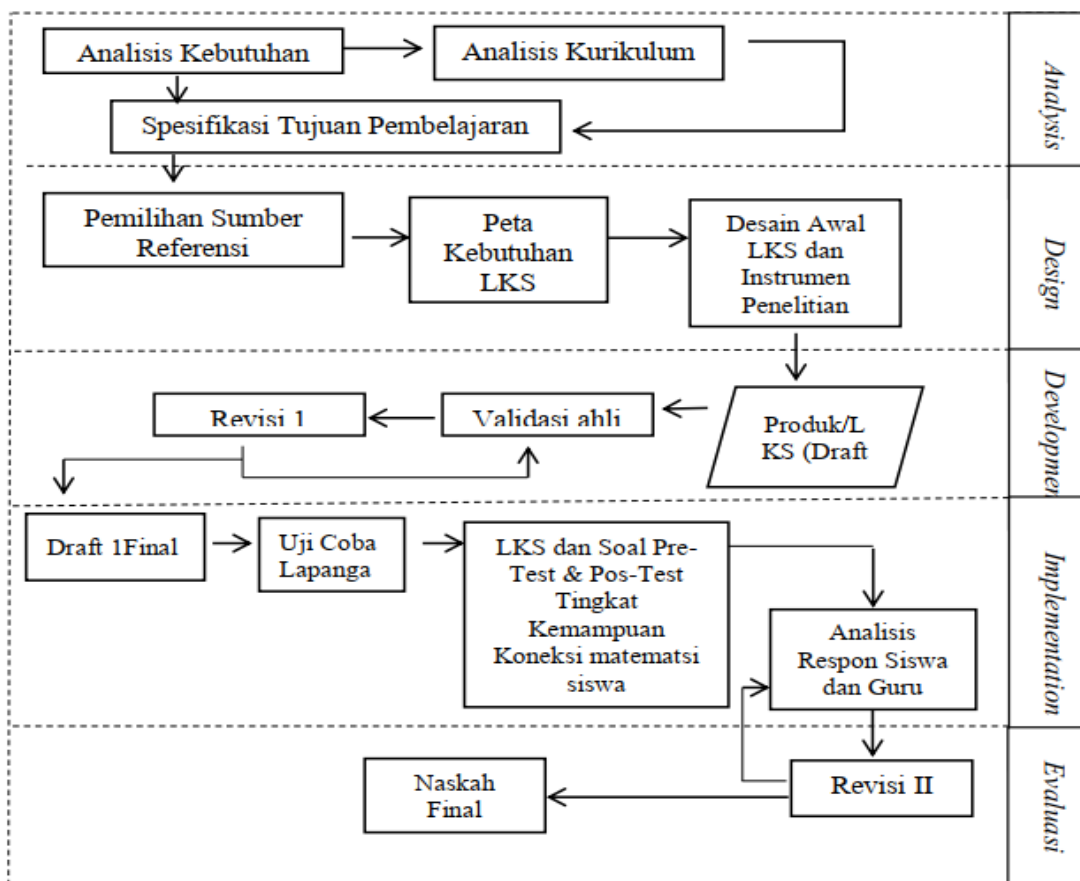 Analisis Kebutuhan
Analisis Kurikulum
Spesifikasi Tujuan Pembelajaran
Analysis
Pemilihan Sumber
Referensi
Peta
Kebutuhan
LKS
Desain Awal
LKS dan
Instrumen
Penelitian
Design
Revisi 1
Validasi ahli
Produk/L
KS (Draft
Developmen
Draft 1Final
Uji Coba
Lapanga
LKS dan Soal Pre-
Test & Pos-Test
Tingkat
Kemampuan
Koneksi matematsi
siswa
Analisis
Respon Siswa
dan Guru
Implementation
Naskah
Final
Revisi II
Evaluasi